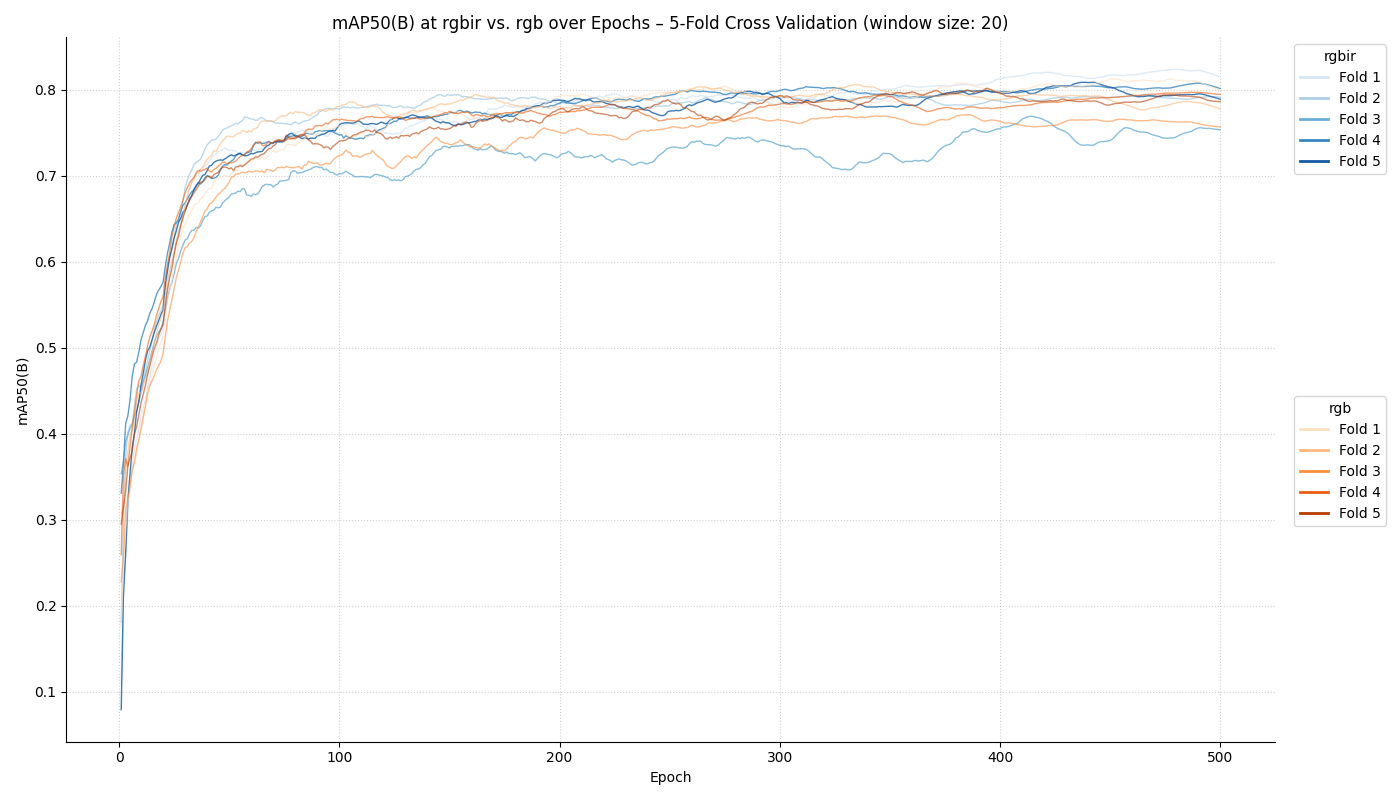 mAP50(B) at rgbir vs. rgb over Epochs – 5-Fold Cross Validation (window size: 20)
mAP50(B)
0.8
0.7
0.6
0.5
0.4
0.3
0.2
0.1
0
100
200
300
400
500
Epoch
rgbir
Fold 1
Fold 2
Fold 3
Fold 4
Fold 5
rgb
Fold 1
Fold 2
Fold 3
Fold 4
Fold 5